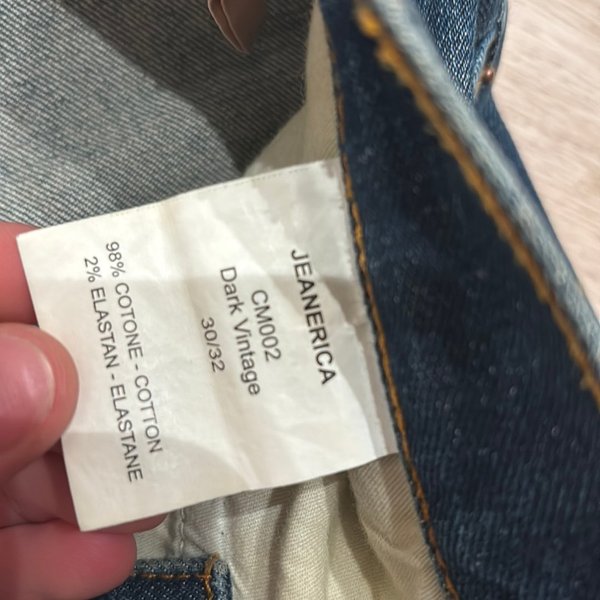 JEANERICA
CM002
Dark Vintage
30/32
98% COTONE - COTTON
2% ELASTAN - ELASTANE